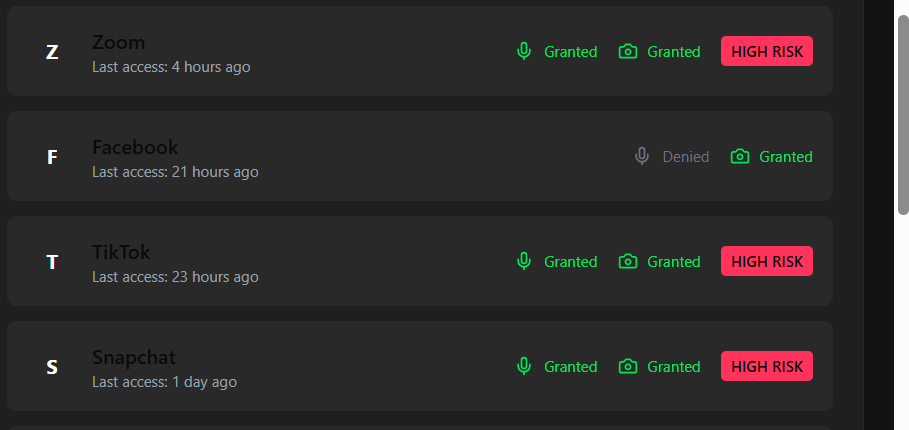 Z Zoom Granted Granted HIGH RISK
Last access: 4 hours ago
F Facebook Denied Granted
Last access: 21 hours ago
T TikTok Granted Granted HIGH RISK
Last access: 23 hours ago
S Snapchat Granted Granted HIGH RISK
Last access: 1 day ago